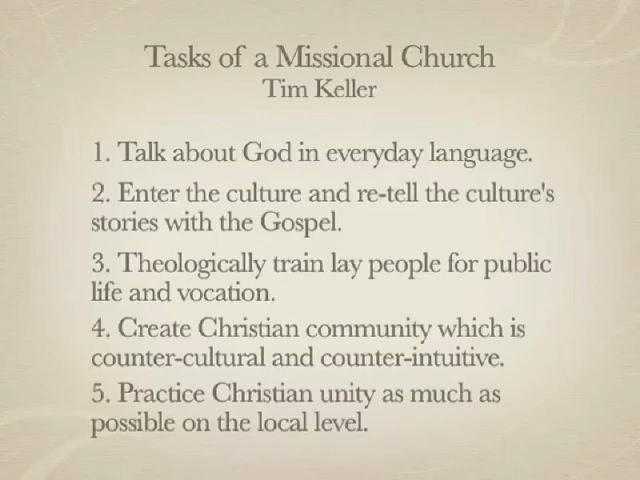 Tasks of a Missional Church
Tim Keller
1. Talk about God in everyday language.
2. Enter the culture and re-tell the culture's
stories with the Gospel.
3. Theologically train lay people for public
life and vocation.
4. Create Christian community which is
counter-cultural and counter-intuitive.
5. Practice Christian unity as much as
possible on the local level.